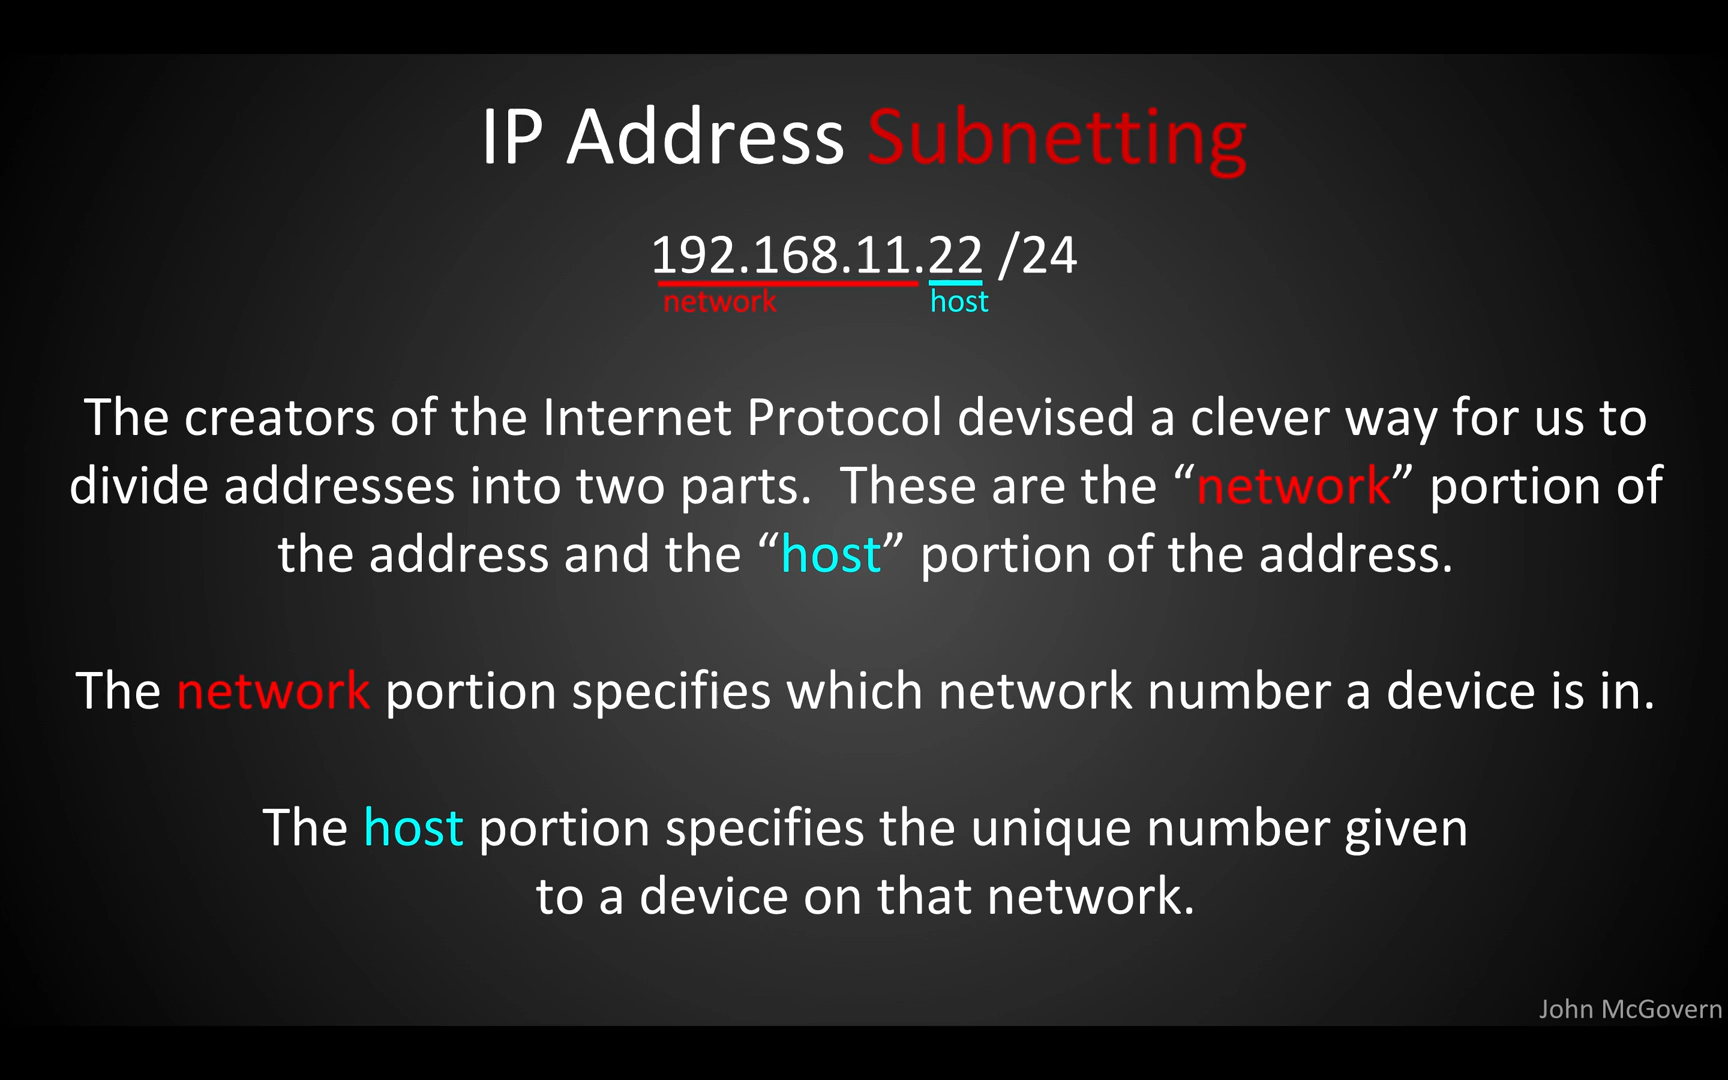 IP Address Subnetting
192.168.11.22 /24
network host
The creators of the Internet Protocol devised a clever way for us to
divide addresses into two parts.  These are the “network” portion of
the address and the “host” portion of the address.
The network portion specifies which network number a device is in.
The host portion specifies the unique number given
to a device on that network.
John McGovern